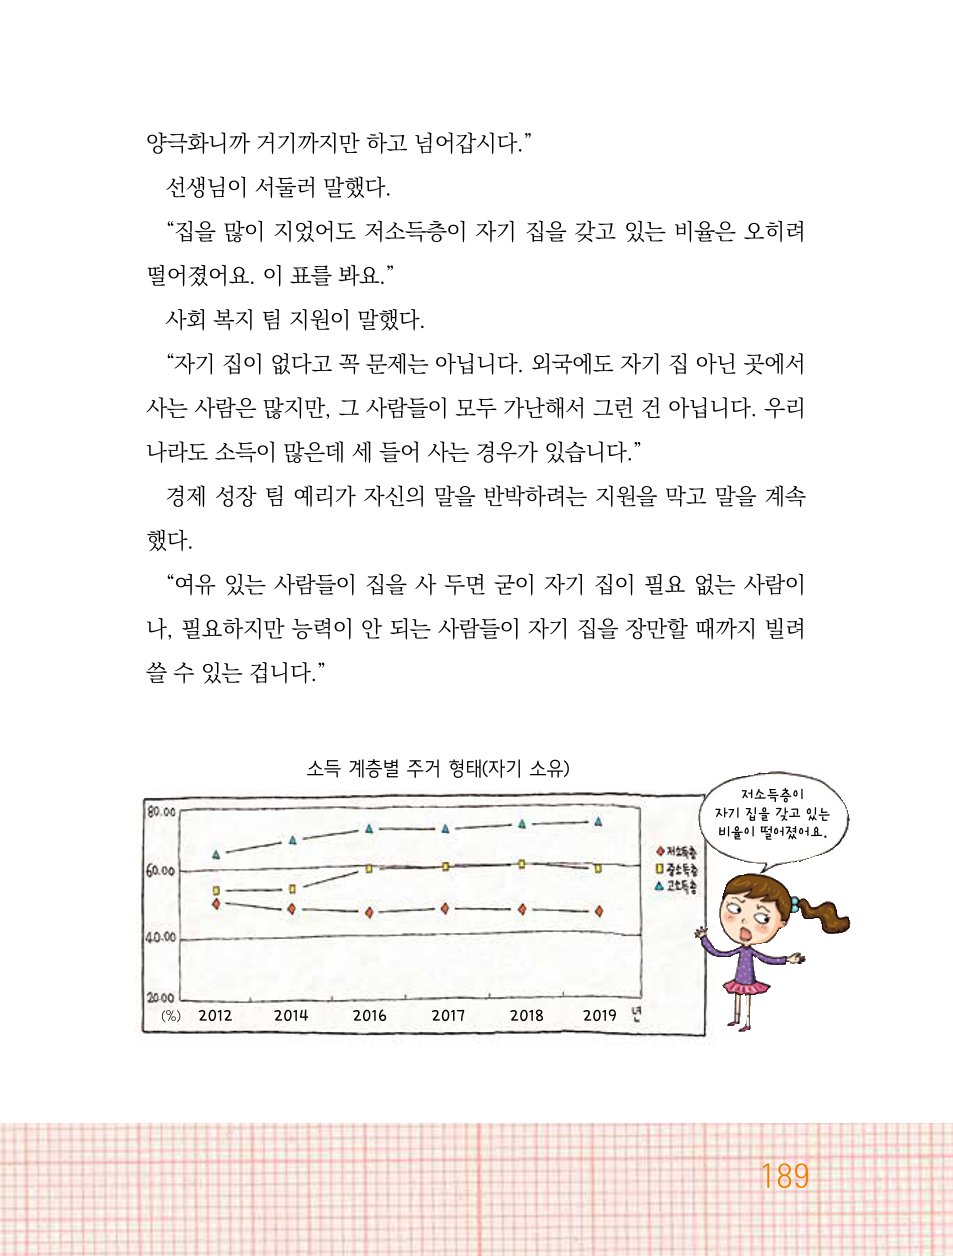 양극화니까 거기까지만 하고 넘어갑시다.”
선생님이 서둘러 말했다.
“집을 많이 지었어도 저소득층이 자기 집을 갖고 있는 비율은 오히려
떨어졌어요. 이 표를 봐요.”
사회 복지 팀 지원이 말했다.
“자기 집이 없다고 꼭 문제는 아닙니다. 외국에도 자기 집 아닌 곳에서
사는 사람은 많지만, 그 사람들이 모두 가난해서 그런 건 아닙니다. 우리
나라도 소득이 많은데 세 들어 사는 경우가 있습니다.”
경제 성장 팀 예리가 자신의 말을 반박하려는 지원을 막고 말을 계속
했다.
“여유 있는 사람들이 집을 사 두면 굳이 자기 집이 필요 없는 사람이
나, 필요하지만 능력이 안 되는 사람들이 자기 집을 장만할 때까지 빌려
쓸 수 있는 겁니다.”
소득 계층별 주거 형태(자기 소유)
80.00
60.00
40.00
20.00
(%) 2012 2014 2016 2017 2018 2019 년
저소득층
중소득층
고소득층
저소득층이
자기 집을 갖고 있는
비율이 떨어졌어요.
189